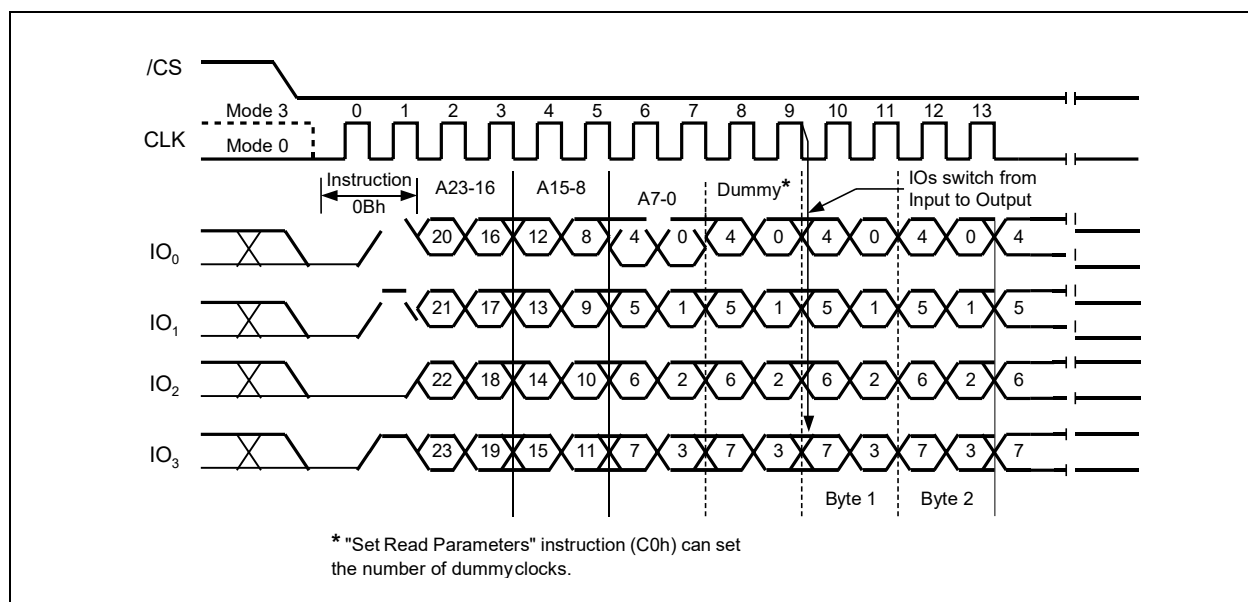 /CS
Mode 3 0 1 2 3 4 5 6 7 8 9 10 11 12 13
CLK
Mode 0
Instruction A23-16 A15-8 A7-0 Dummy* IOs switch from
0Bh Input to Output
IO0 20 16 12 8 4 0 4 0 4 0 4 0 4
IO1 21 17 13 9 5 1 5 1 5 1 5 1 5
IO2 22 18 14 10 6 2 6 2 6 2 6 2 6
IO3 23 19 15 11 7 3 7 3 7 3 7 3 7
Byte 1 Byte 2
* "Set Read Parameters" instruction (C0h) can set
the number of dummyclocks.